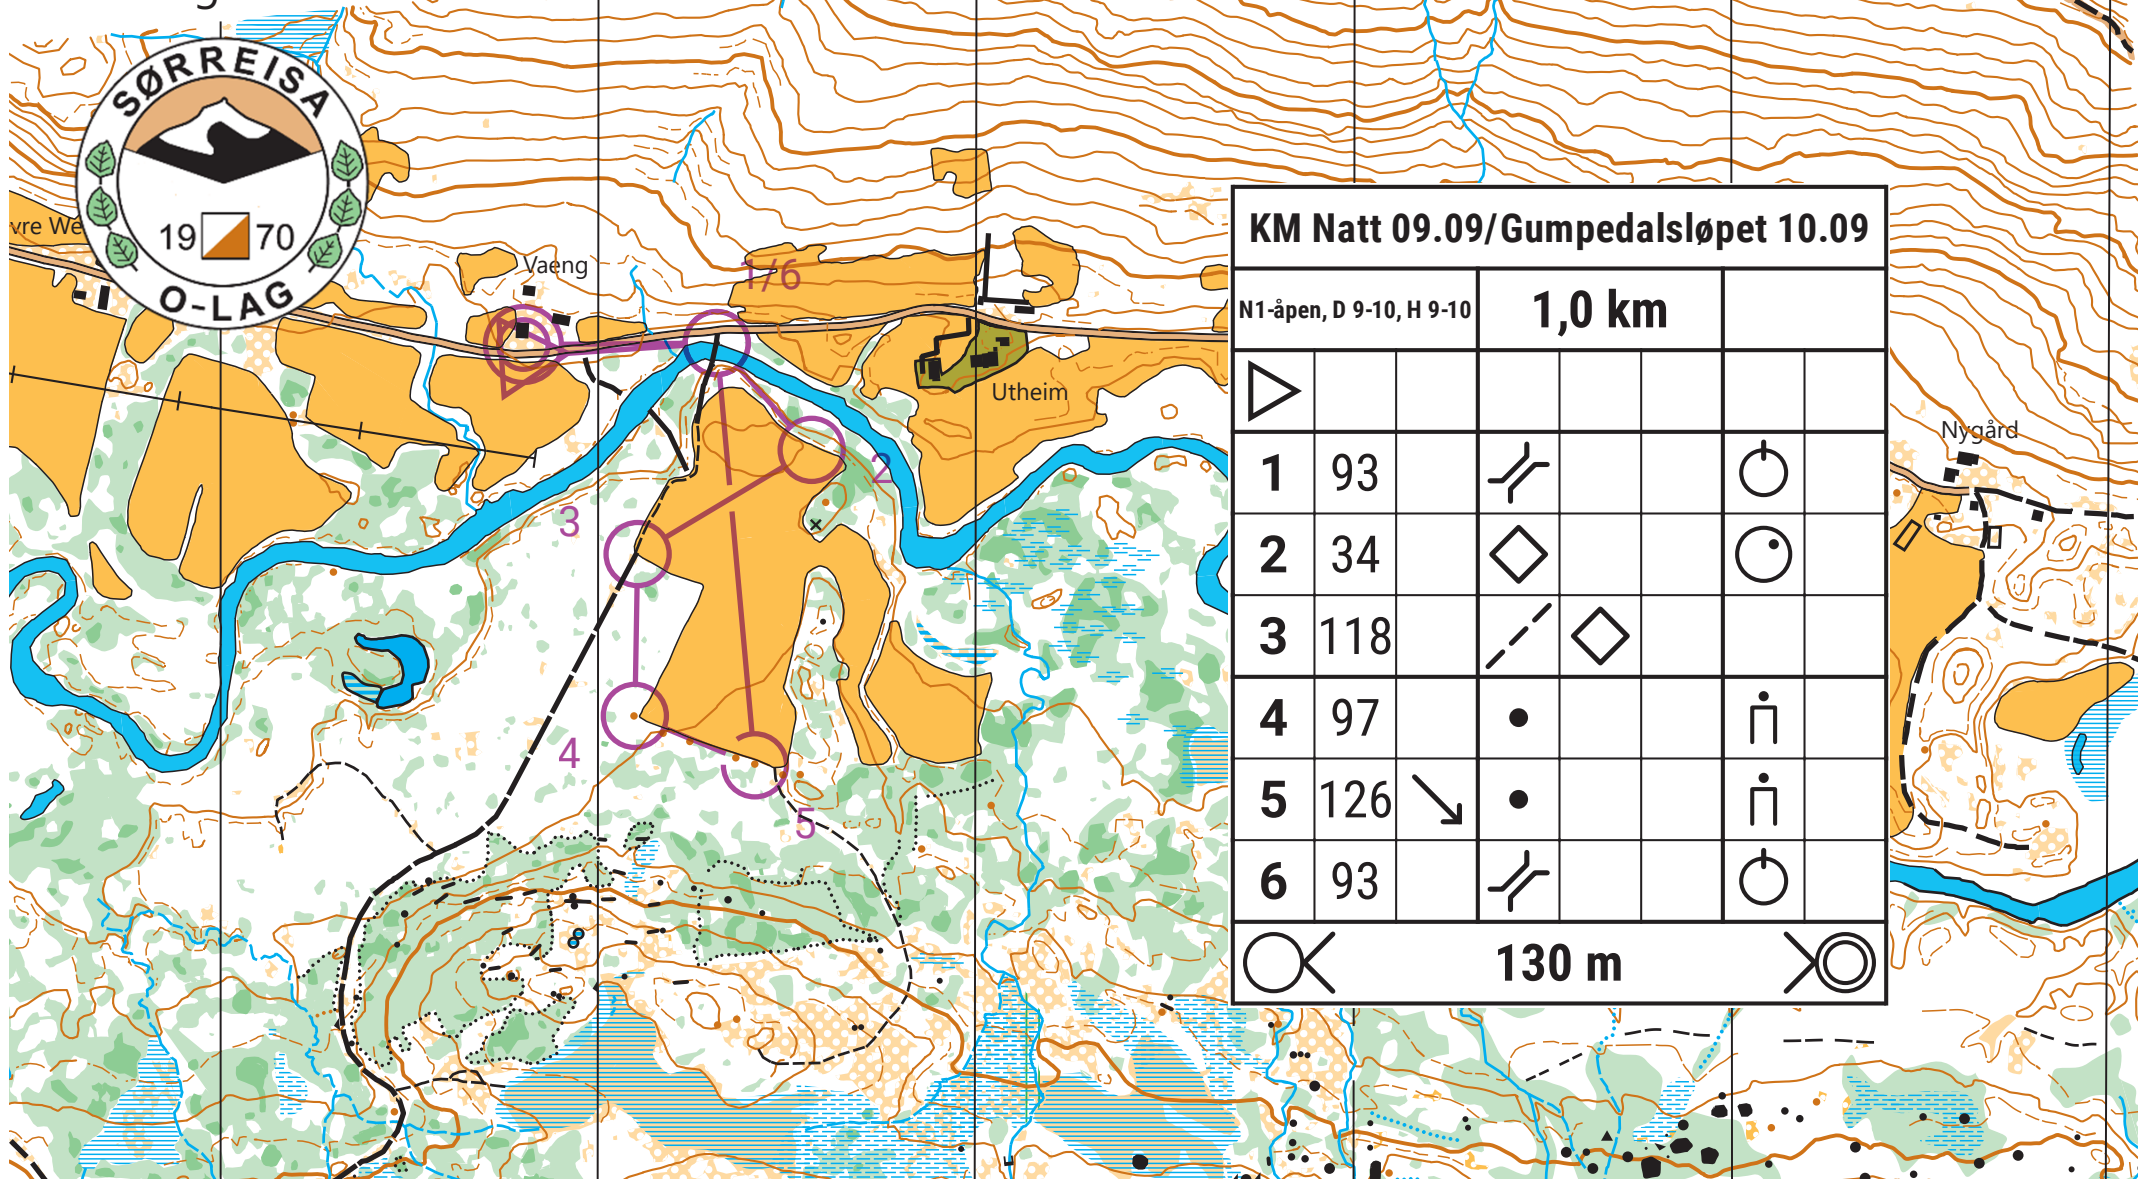 g
SØRREISA
19 70
O-LAG
vre We
Vaeng
1/6
Utheim
2
3
4
5
Nygård
KM Natt 09.09/Gumpedalsløpet 10.09
N1-åpen, D 9-10, H 9-10 1,0 km
1 93
2 34
3 118
4 97
5 126
6 93
130 m